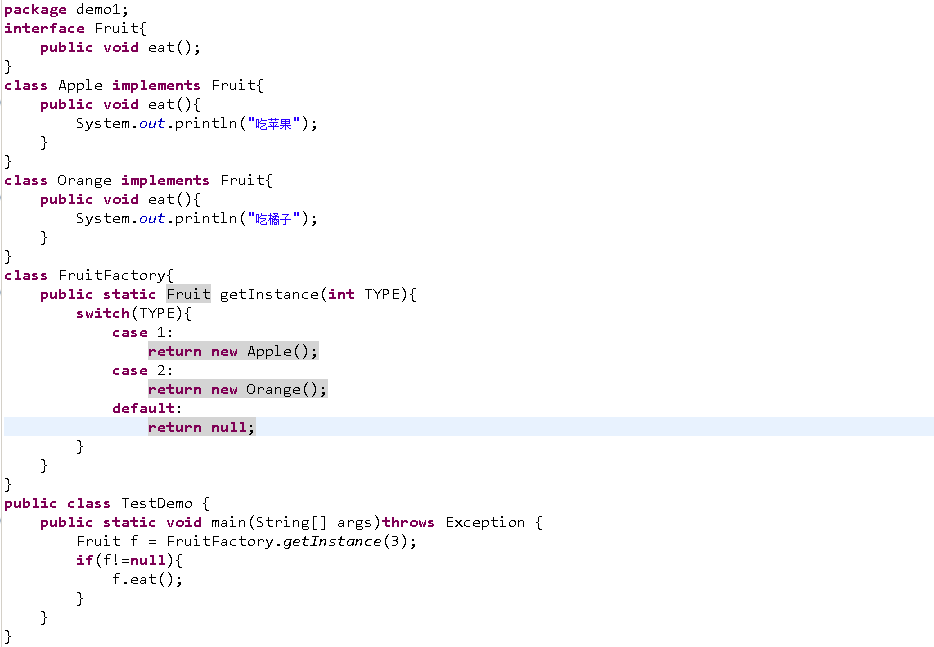 package demo1;
interface Fruit{
    public void eat();
}
class Apple implements Fruit{
    public void eat(){
        System.out.println("吃苹果");
    }
}
class Orange implements Fruit{
    public void eat(){
        System.out.println("吃橘子");
    }
}
class FruitFactory{
    public static Fruit getInstance(int TYPE){
        switch(TYPE){
            case 1:
                return new Apple();
            case 2:
                return new Orange();
            default:
                return null;
        }
    }
}
public class TestDemo {
    public static void main(String[] args)throws Exception {
        Fruit f = FruitFactory.getInstance(3);
        if(f!=null){
            f.eat();
        }
    }
}